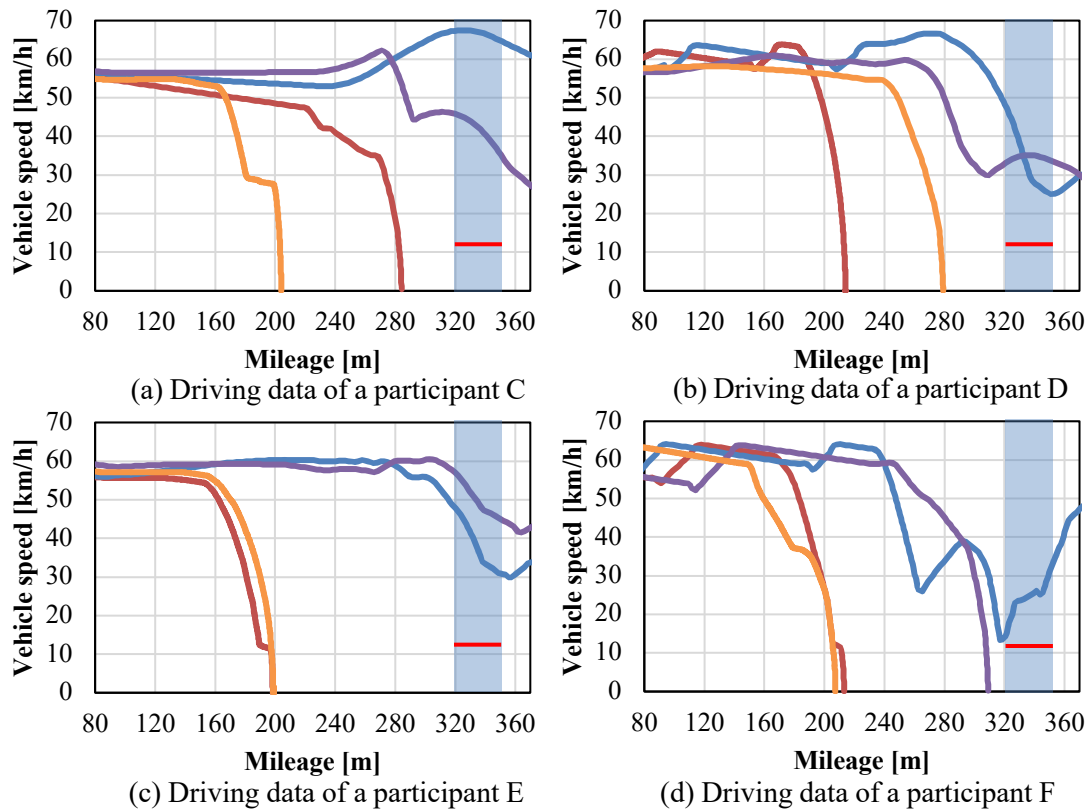 70
60
50
40
30
20
10
0
Vehicle speed [km/h]
80 120 160 200 240 280 320 360
Mileage [m]
(a) Driving data of a participant C
70
60
50
40
30
20
10
0
Vehicle speed [km/h]
80 120 160 200 240 280 320 360
Mileage [m]
(b) Driving data of a participant D
70
60
50
40
30
20
10
0
Vehicle speed [km/h]
80 120 160 200 240 280 320 360
Mileage [m]
(c) Driving data of a participant E
70
60
50
40
30
20
10
0
Vehicle speed [km/h]
80 120 160 200 240 280 320 360
Mileage [m]
(d) Driving data of a participant F